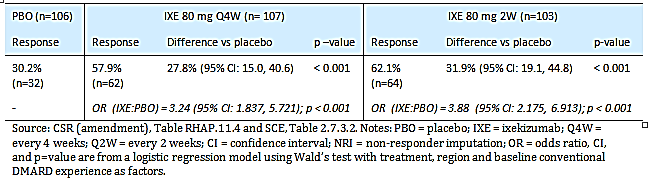 PBO (n=106) IXE 80 mg Q4W (n= 107) IXE 80 mg 2W (n=103)
Response Response Difference vs placebo p –value Response Difference vs placebo p-value
30.2% 57.9% 27.8% (95% CI: 15.0, 40.6) < 0.001 62.1% 31.9% (95% CI: 19.1, 44.8) < 0.001
(n=32) (n=62) (n=64)
- OR (IXE:PBO) = 3.24 (95% CI: 1.837, 5.721); p < 0.001 OR (IXE:PBO) = 3.88 (95% CI: 2.175, 6.913); p < 0.001
Source: CSR (amendment), Table RHAP.11.4 and SCE, Table 2.7.3.2. Notes: PBO = placebo; IXE = ixekizumab; Q4W =
every 4 weeks; Q2W = every 2 weeks; CI = confidence interval; NRI = non-responder imputation; OR = odds ratio, CI,
and p=value are from a logistic regression model using Wald's test with treatment, region and baseline conventional
DMARD experience as factors.